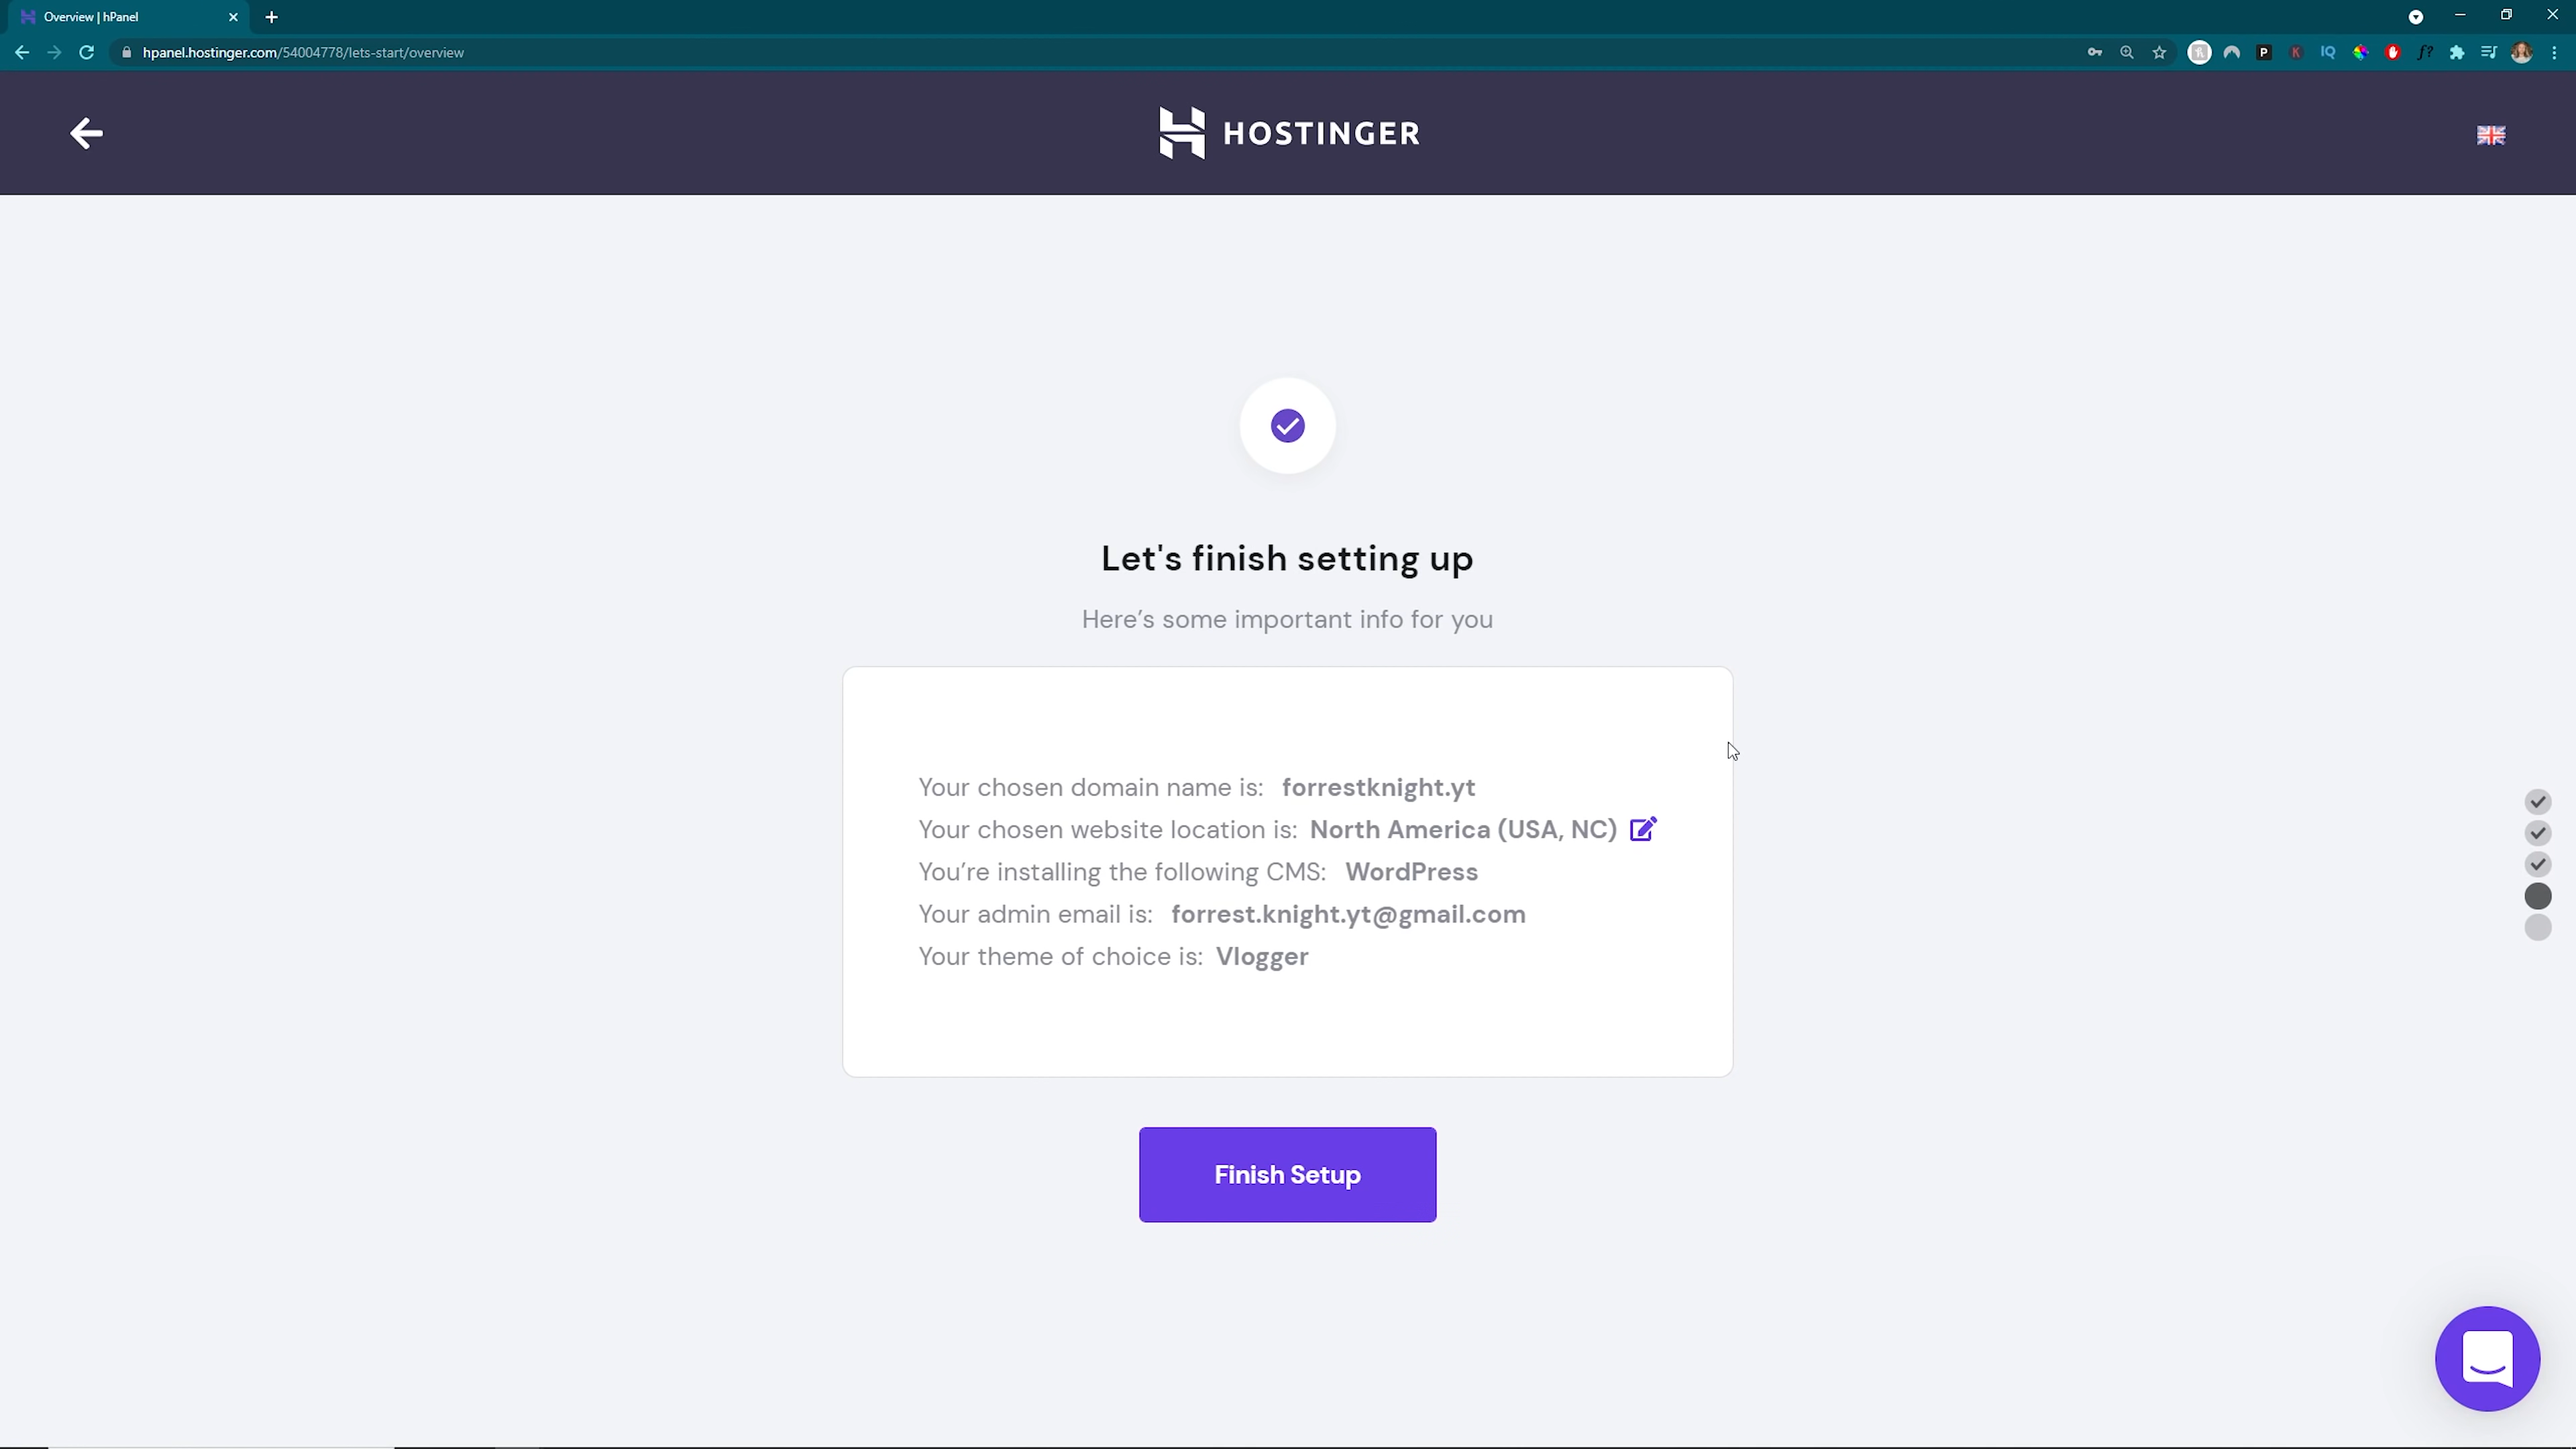 Overview | hPanel
hpanel.hostinger.com/54004778/lets-start/overview
P
K
IQ
f?
HOSTINGER
Let's finish setting up
Here’s some important info for you
Your chosen domain name is: forrestknight.yt
Your chosen website location is: North America (USA, NC)
You’re installing the following CMS: WordPress
Your admin email is: forrest.knight.yt@gmail.com
Your theme of choice is: Vlogger
Finish Setup